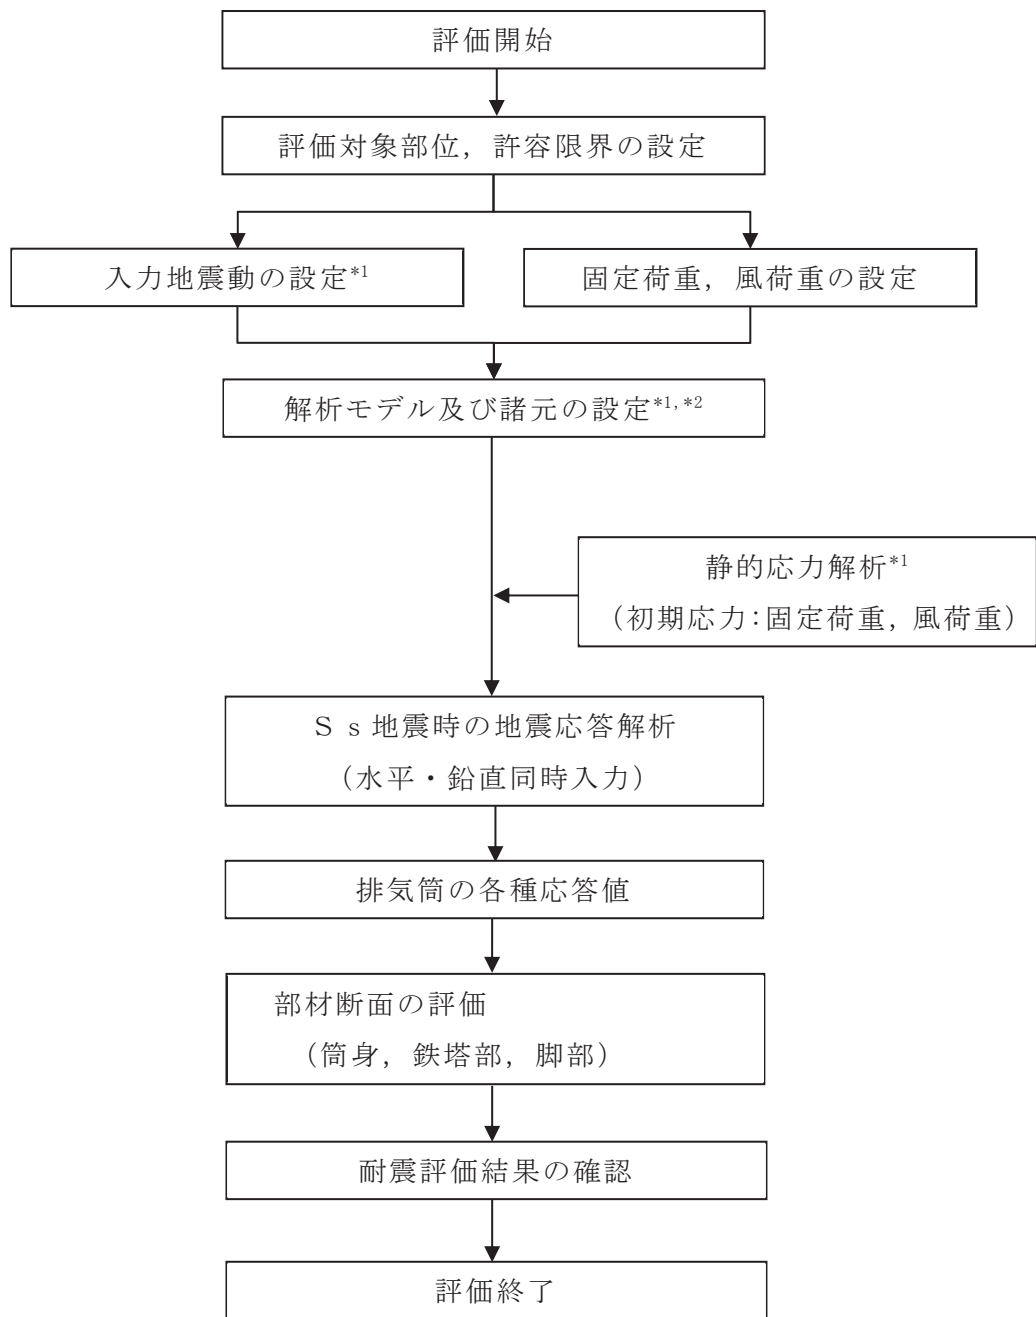 評価開始
評価対象部位，許容限界の設定
入力地震動の設定*1
固定荷重，風荷重の設定
解析モデル及び諸元の設定*1,*2
静的応力解析*1
（初期応力：固定荷重，風荷重）
Ｓｓ地震時の地震応答解析
（水平・鉛直同時入力）
排気筒の各種応答値
部材断面の評価
（筒身，鉄塔部，脚部）
耐震評価結果の確認
評価終了